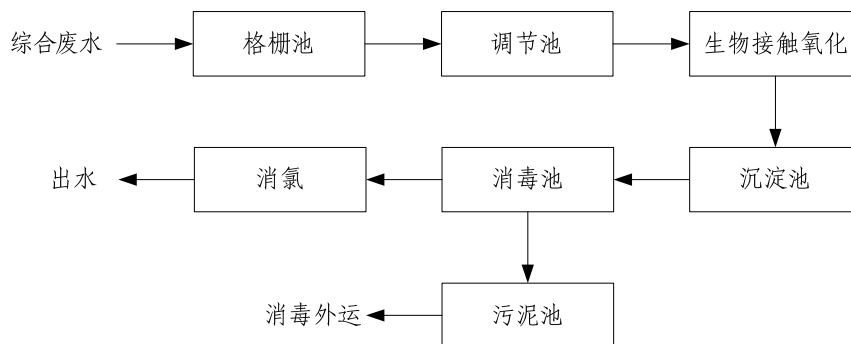 综合废水
格栅池
调节池
生物接触氧化
出水
消氯
消毒池
沉淀池
消毒外运
污泥池